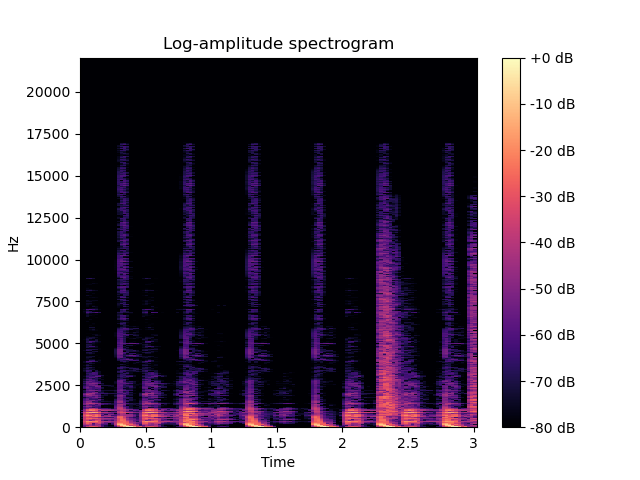 Log-amplitude spectrogram
Hz
20000
17500
15000
12500
10000
7500
5000
2500
0
0
0.5
1
1.5
2
2.5
3
Time
+0 dB
-10 dB
-20 dB
-30 dB
-40 dB
-50 dB
-60 dB
-70 dB
-80 dB